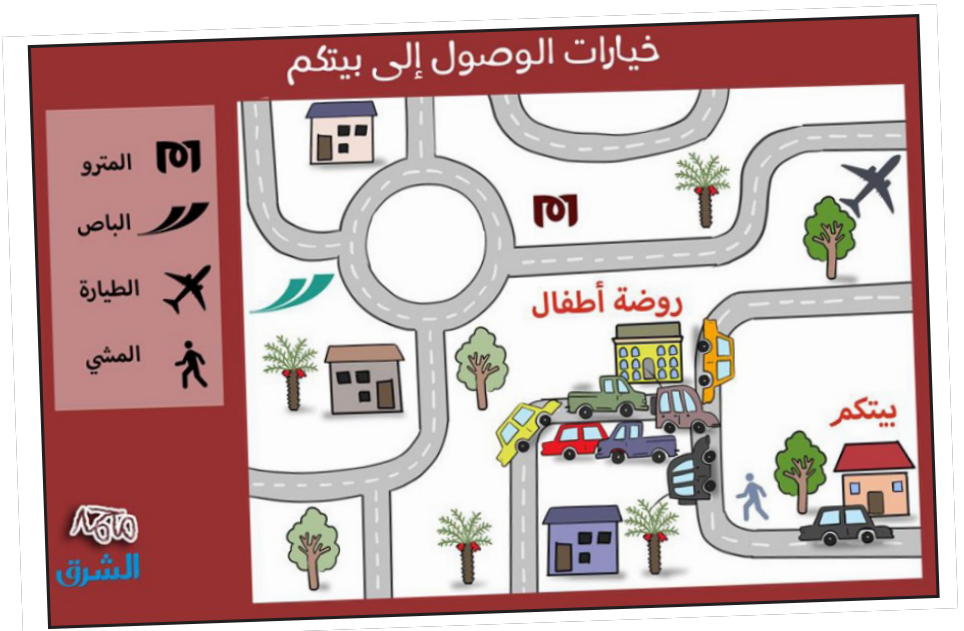 خيارات الوصول إلى بيتكم
المترو
الباص
الطيارة
المشي
روضة أطفال
بيتكم
الشرق